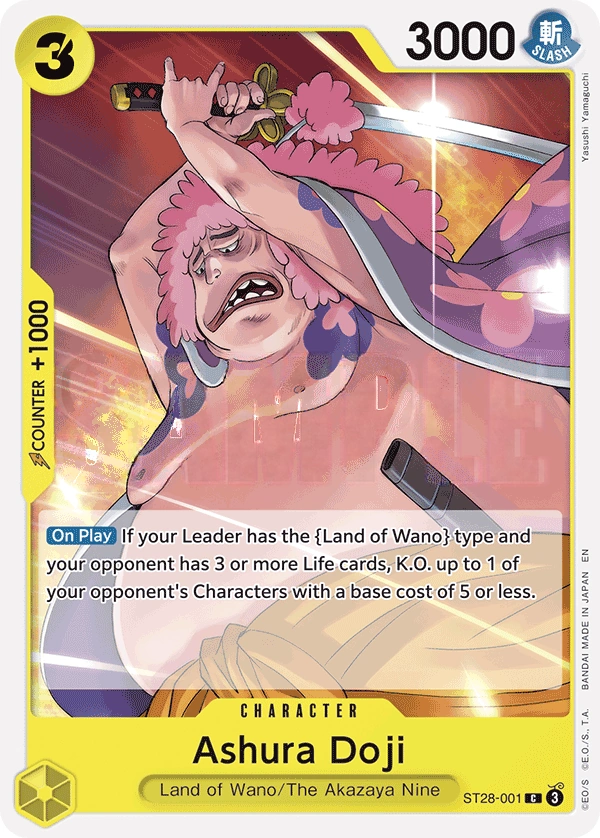 3
3000
斬
SLASH
Yasushi Yamaguchi
COUNTER +1000
SAMPLE
On Play If your Leader has the {Land of Wano} type and
your opponent has 3 or more Life cards, K.O. up to 1 of
your opponent's Characters with a base cost of 5 or less.
CHARACTER
Ashura Doji
Land of Wano/The Akazaya Nine
ST28-001 C 3
©E/S ©E.O./S., T.A. BANDAI MADE IN JAPAN EN